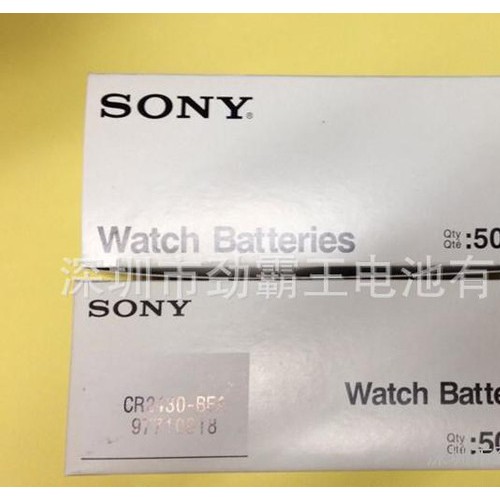 SONY®
Watch Batteries
Qty
Qté :50
深圳市劲霸王电池有
SONY
97710218
Watch Batte
Qty
Qté :50